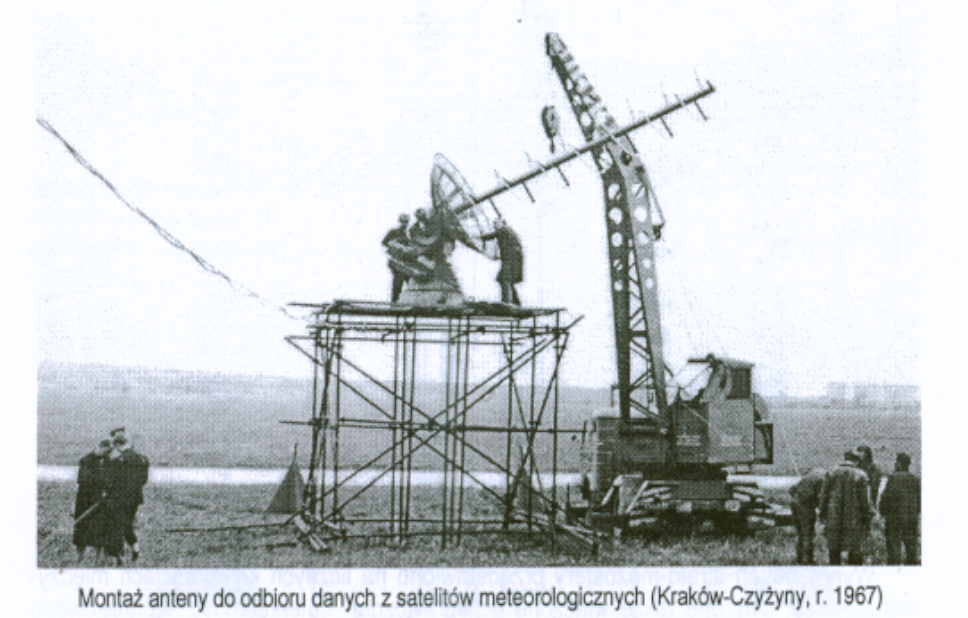 Montaż anteny do odbioru danych z satelitów meteorologicznych (Kraków-Czyżyny, r. 1967)